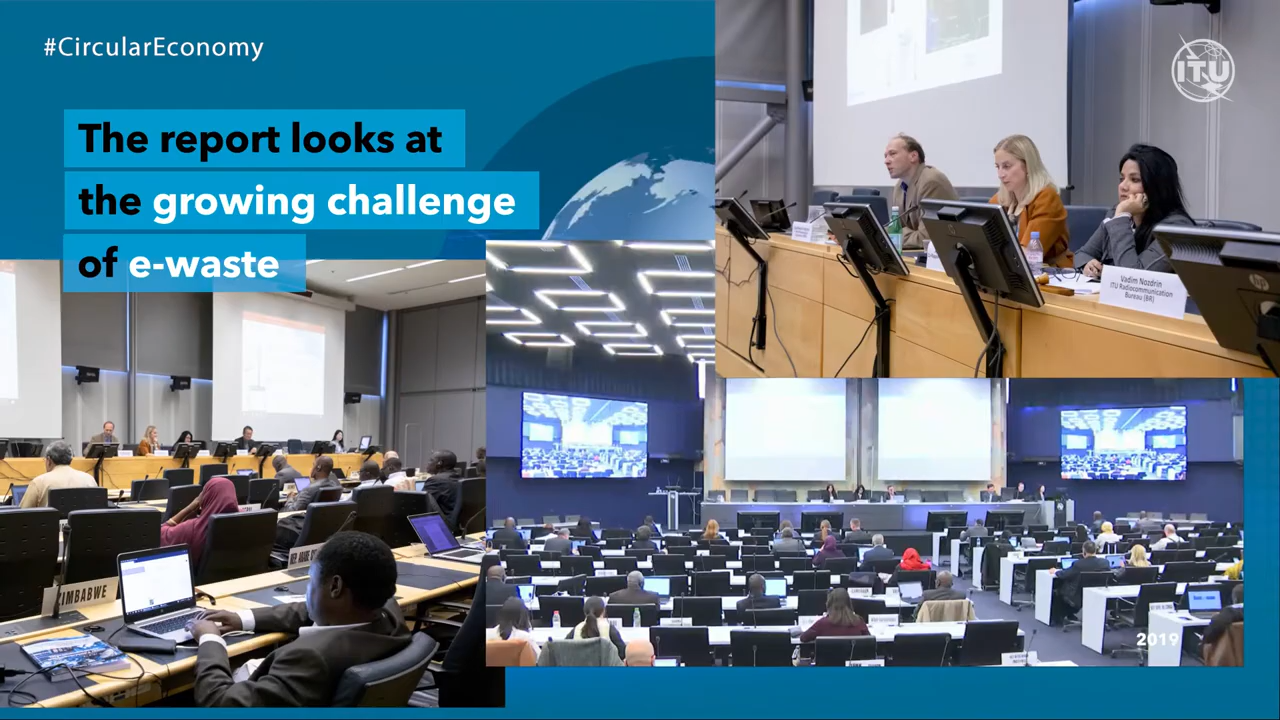 #CircularEconomy
The report looks at
the growing challenge
of e-waste
ITU
Vadim Nozdrin
ITU Radiocommunication
Bureau (BR)
ZIMBABWE
2019